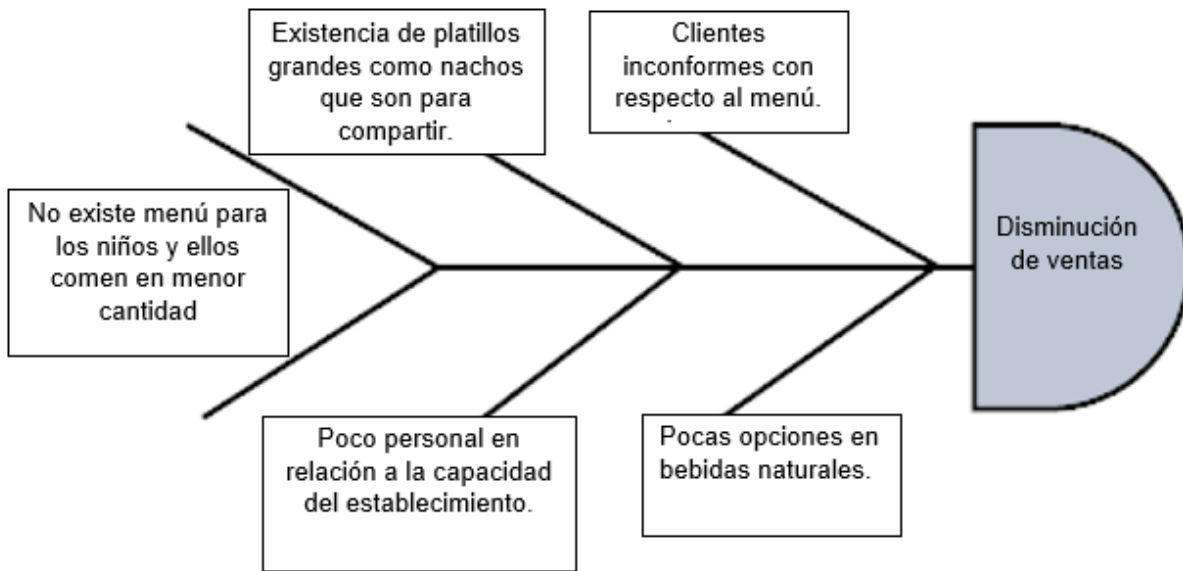 Existencia de platillos
grandes como nachos
que son para
compartir.
Clientes
inconformes con
respecto al menú.
.
No existe menú para
los niños y ellos
comen en menor
cantidad
Disminución
de ventas
Poco personal en
relación a la capacidad
del establecimiento.
Pocas opciones en
bebidas naturales.